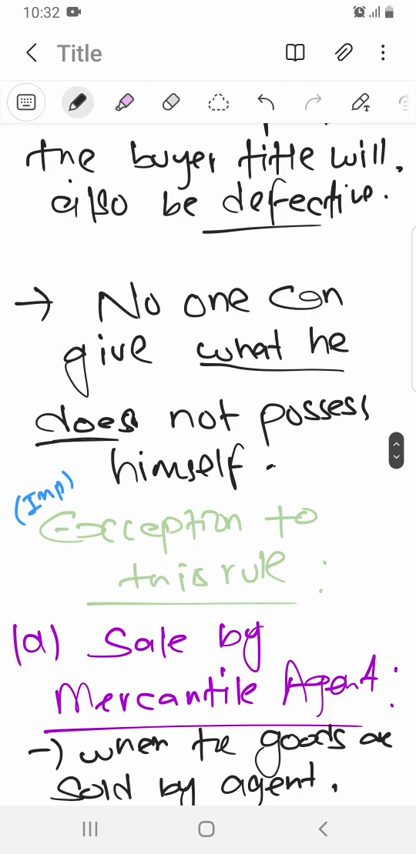 10:32
Title
the buyer title will
also be defective.
→ No one can
give what he
does not possess
himself.
(Imp)
Exception to
this rule :
(a) Sale by
Mercantile Agent :
→) when the goods are
sold by agent.